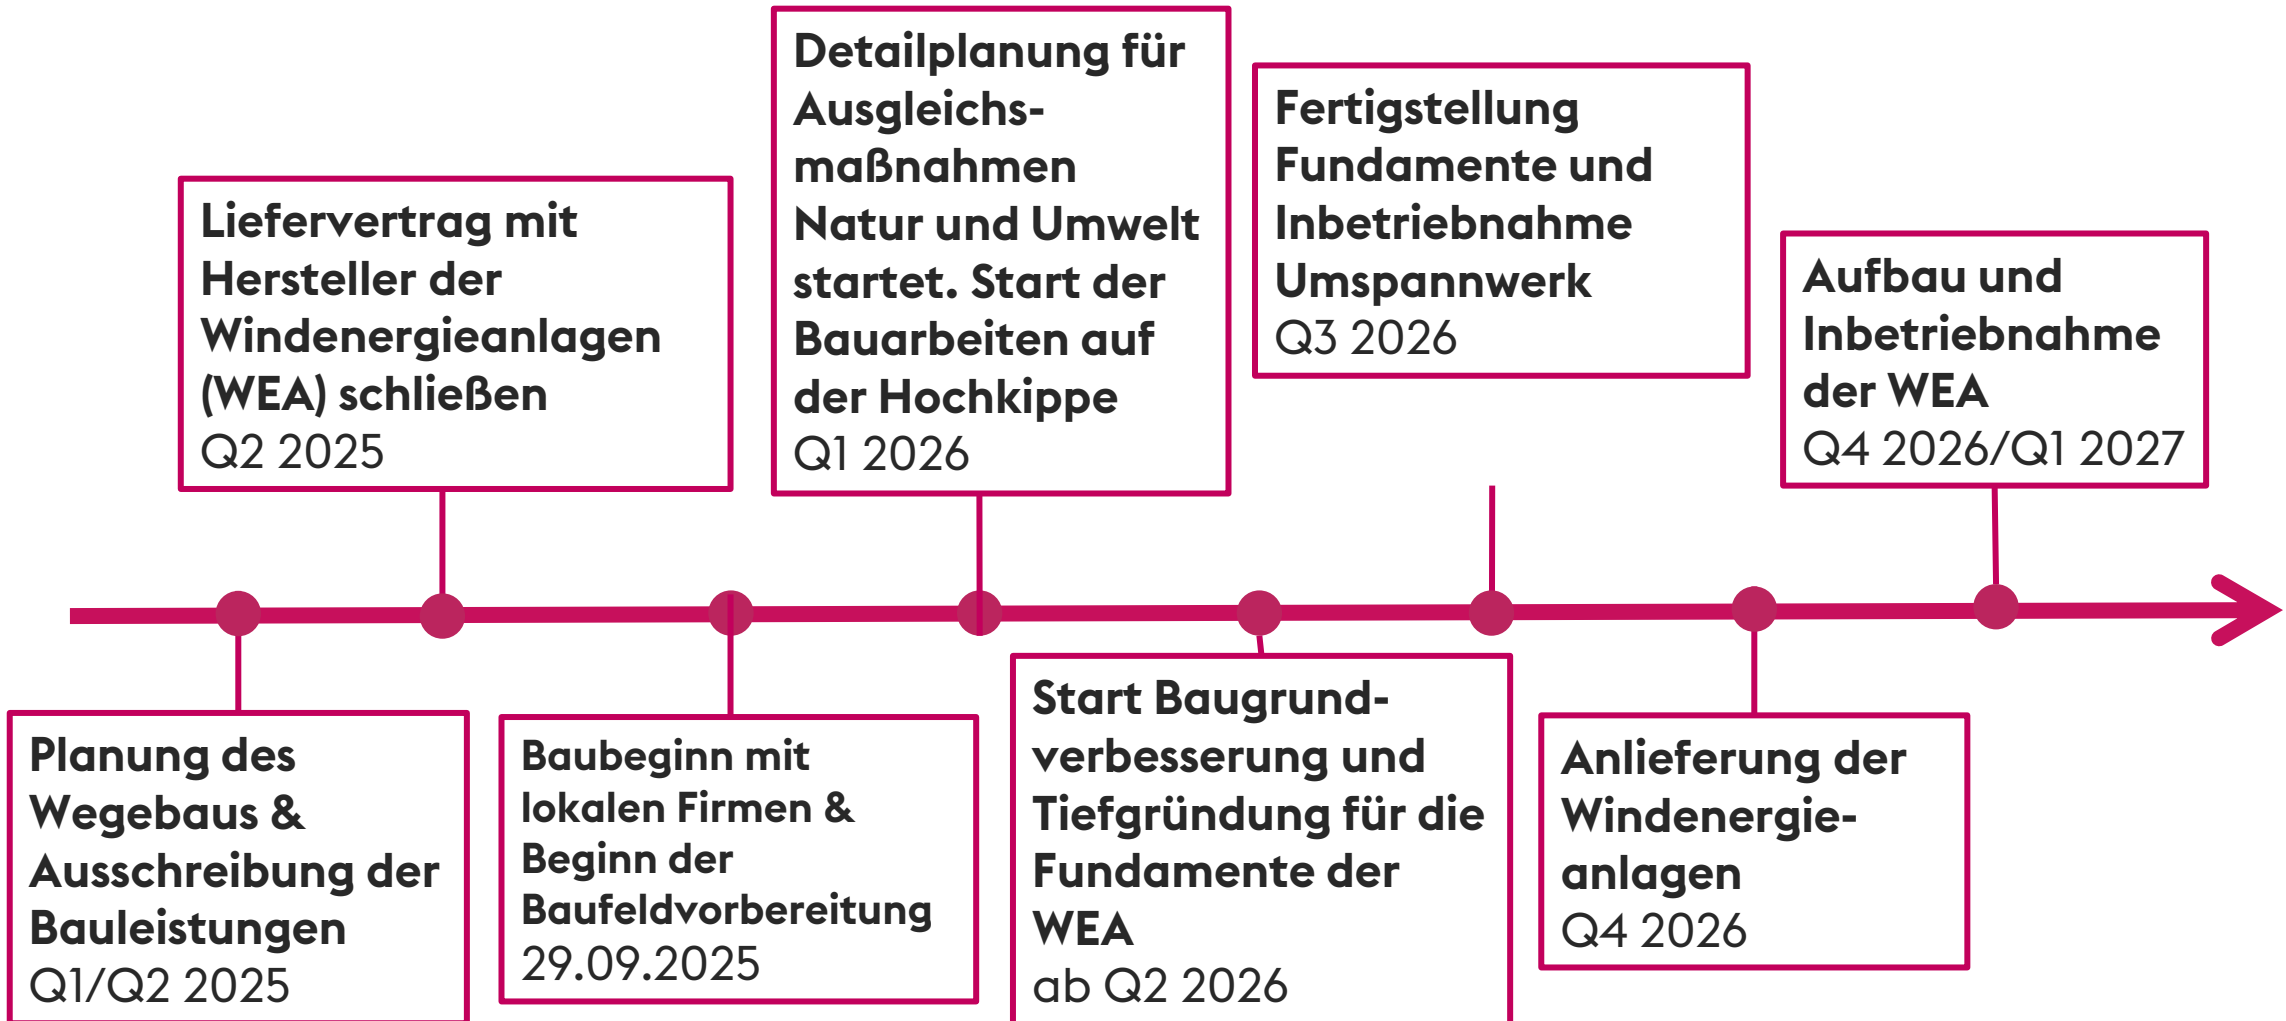 Planung des
Wegebaus &
Ausschreibung der
Bauleistungen
Q1/Q2 2025
Liefervertrag mit
Hersteller der
Windenergieanlagen
(WEA) schließen
Q2 2025
Baubeginn mit
lokalen Firmen &
Beginn der
Baufeldvorbereitung
29.09.2025
Detailplanung für
Ausgleichs-
maßnahmen
Natur und Umwelt
startet. Start der
Bauarbeiten auf
der Hochkippe
Q1 2026
Start Baugrund-
verbesserung und
Tiefgründung für die
Fundamente der
WEA
ab Q2 2026
Fertigstellung
Fundamente und
Inbetriebnahme
Umspannwerk
Q3 2026
Anlieferung der
Windenergie-
anlagen
Q4 2026
Aufbau und
Inbetriebnahme
der WEA
Q4 2026/Q1 2027